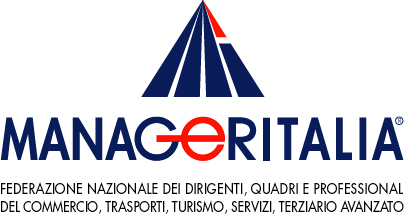 MANAGERITALIA®
FEDERAZIONE NAZIONALE DEI DIRIGENTI, QUADRI E PROFESSIONAL
DEL COMMERCIO, TRASPORTI, TURISMO, SERVIZI, TERZIARIO AVANZATO